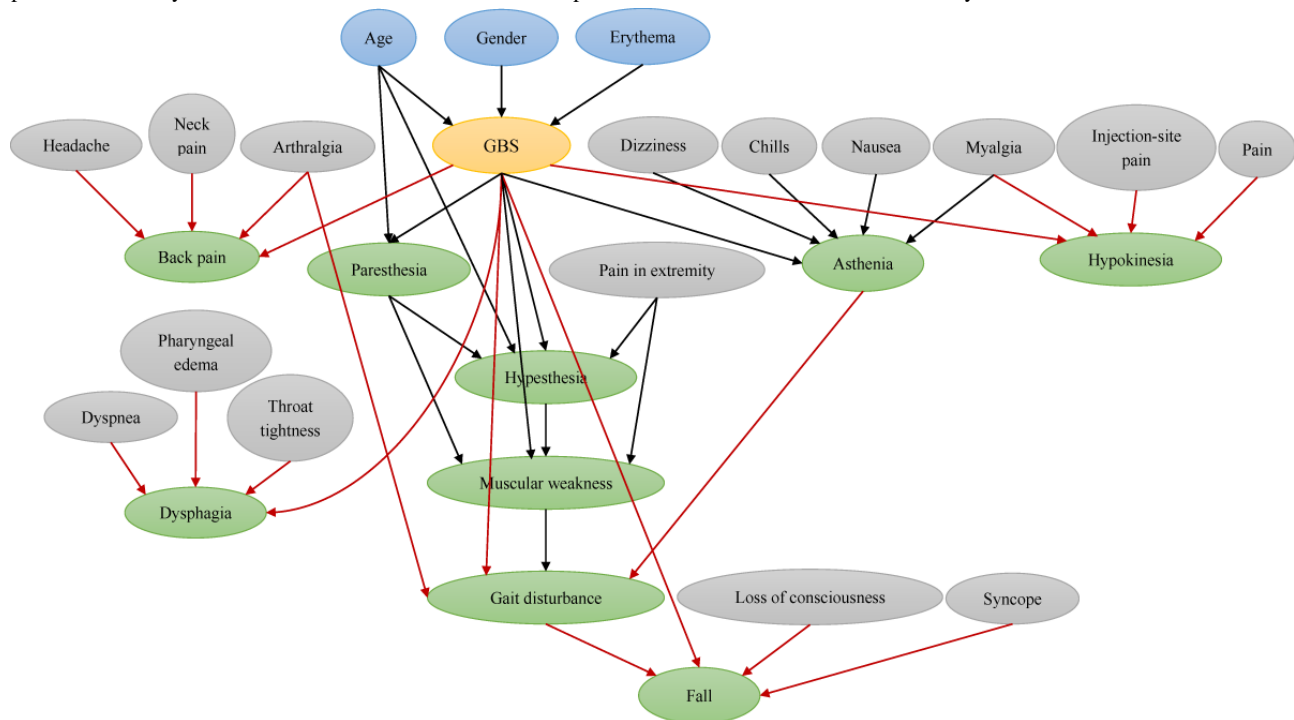 Age
Gender
Erythema
Headache
Neck
pain
Arthralgia
GBS
Dizziness
Chills
Nausea
Myalgia
Injection-site
pain
Pain
Back pain
Paresthesia
Pain in extremity
Asthenia
Hypokinesia
Pharyngeal
edema
Hypesthesia
Dyspnea
Throat
tightness
Muscular weakness
Dysphagia
Gait disturbance
Loss of consciousness
Syncope
Fall